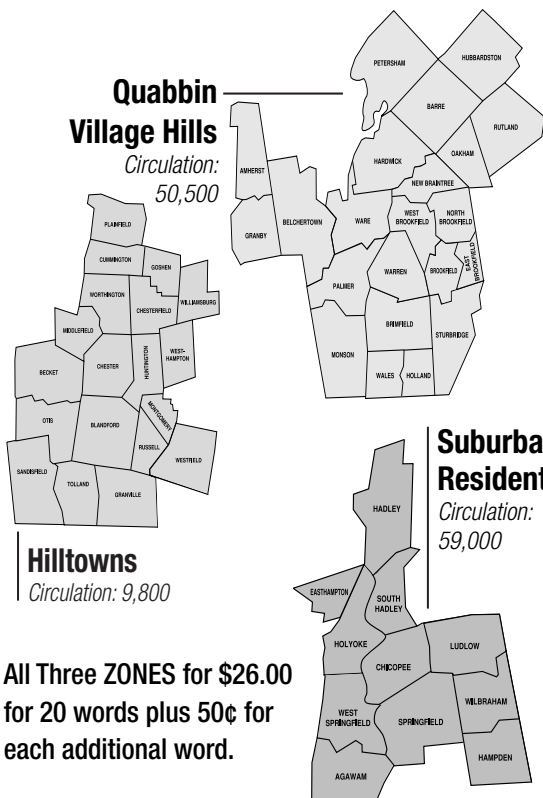 Quabbin
Village Hills
Circulation:
50,500
PETERSHAM
HUBBARDSTON
BARRE
RUTLAND
OAKHAM
HARDWICK
NEW BRAINTREE
AMHERST
BELCHERTOWN
GRANBY
WARE
WEST
BROOKFIELD
NORTH
BROOKFIELD
EAST
BROOKFIELD
BROOKFIELD
WARREN
PALMER
BRIMFIELD
STURBRIDGE
MONSON
WALES
HOLLAND
PLAINFIELD
CUMMINGTON
GOSHEN
WILLIAMSBURG
WORTHINGTON
CHESTERFIELD
MIDDLEFIELD
WEST-
HAMPTON
HUNTINGTON
CHESTER
BECKET
MONTGOMERY
OTIS
BLANDFORD
RUSSELL
WESTFIELD
SANDISFIELD
TOLLAND
GRANVILLE
Hilltowns
Circulation: 9,800
Suburba
Resident
Circulation:
59,000
HADLEY
EASTHAMPTON
SOUTH
HADLEY
HOLYOKE
CHICOPEE
LUDLOW
WEST
SPRINGFIELD
SPRINGFIELD
WILBRAHAM
HAMPDEN
AGAWAM
All Three ZONES for $26.00
for 20 words plus 50¢ for
each additional word.